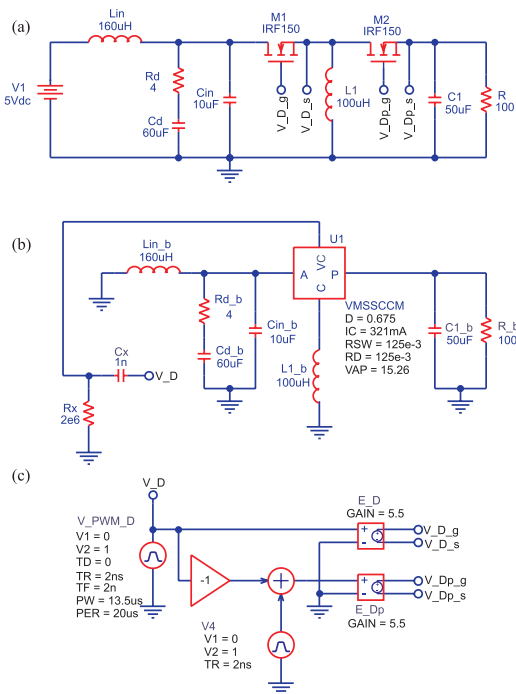 (a)
Lin
160uH
M1
IRF150
M2
IRF150
V1
5Vdc
Rd
4
Cin
10uF
Cd
60uF
V_D_g
V_D_s
L1
100uH
V_Dp_g
V_Dp_s
C1
50uF
R
100
(b)
U1
Lin_b
160uH
A
VC
P
C
VMSSCCM
D = 0.675
IC = 321mA
RSW = 125e-3
RD = 125e-3
VAP = 15.26
Rd_b
4
Cin_b
10uF
Cd_b
60uF
L1_b
100uH
C1_b
50uF
R_b
100
Cx
1n
V_D
Rx
2e6
(c)
V_D
V_PWM_D
V1 = 0
V2 = 1
TD = 0
TR = 2ns
TF = 2n
PW = 13.5us
PER = 20us
E_D
GAIN = 5.5
+
-
V_D_g
V_D_s
-1
+
-
V_Dp_g
V_Dp_s
E_Dp
GAIN = 5.5
V4
V1 = 0
V2 = 1
TR = 2ns